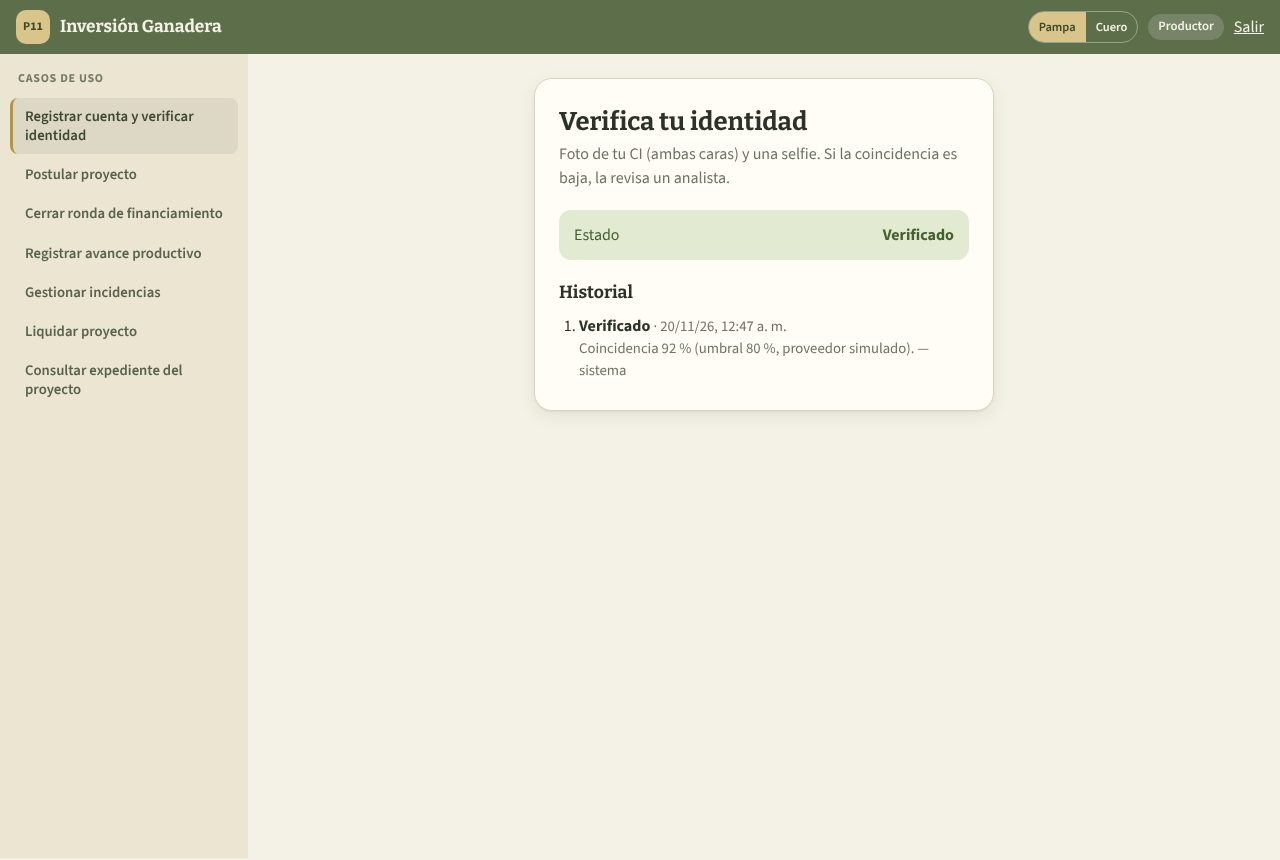 P11
Inversión Ganadera
Pampa
Cuero
Productor
Salir
CASOS DE USO
Registrar cuenta y verificar
identidad
Postular proyecto
Cerrar ronda de financiamiento
Registrar avance productivo
Gestionar incidencias
Liquidar proyecto
Consultar expediente del
proyecto
Verifica tu identidad
Foto de tu CI (ambas caras) y una selfie. Si la coincidencia es
baja, la revisa un analista.
Estado
Verificado
Historial
1. Verificado · 20/11/26, 12:47 a. m.
Coincidencia 92 % (umbral 80 %, proveedor simulado). —
sistema